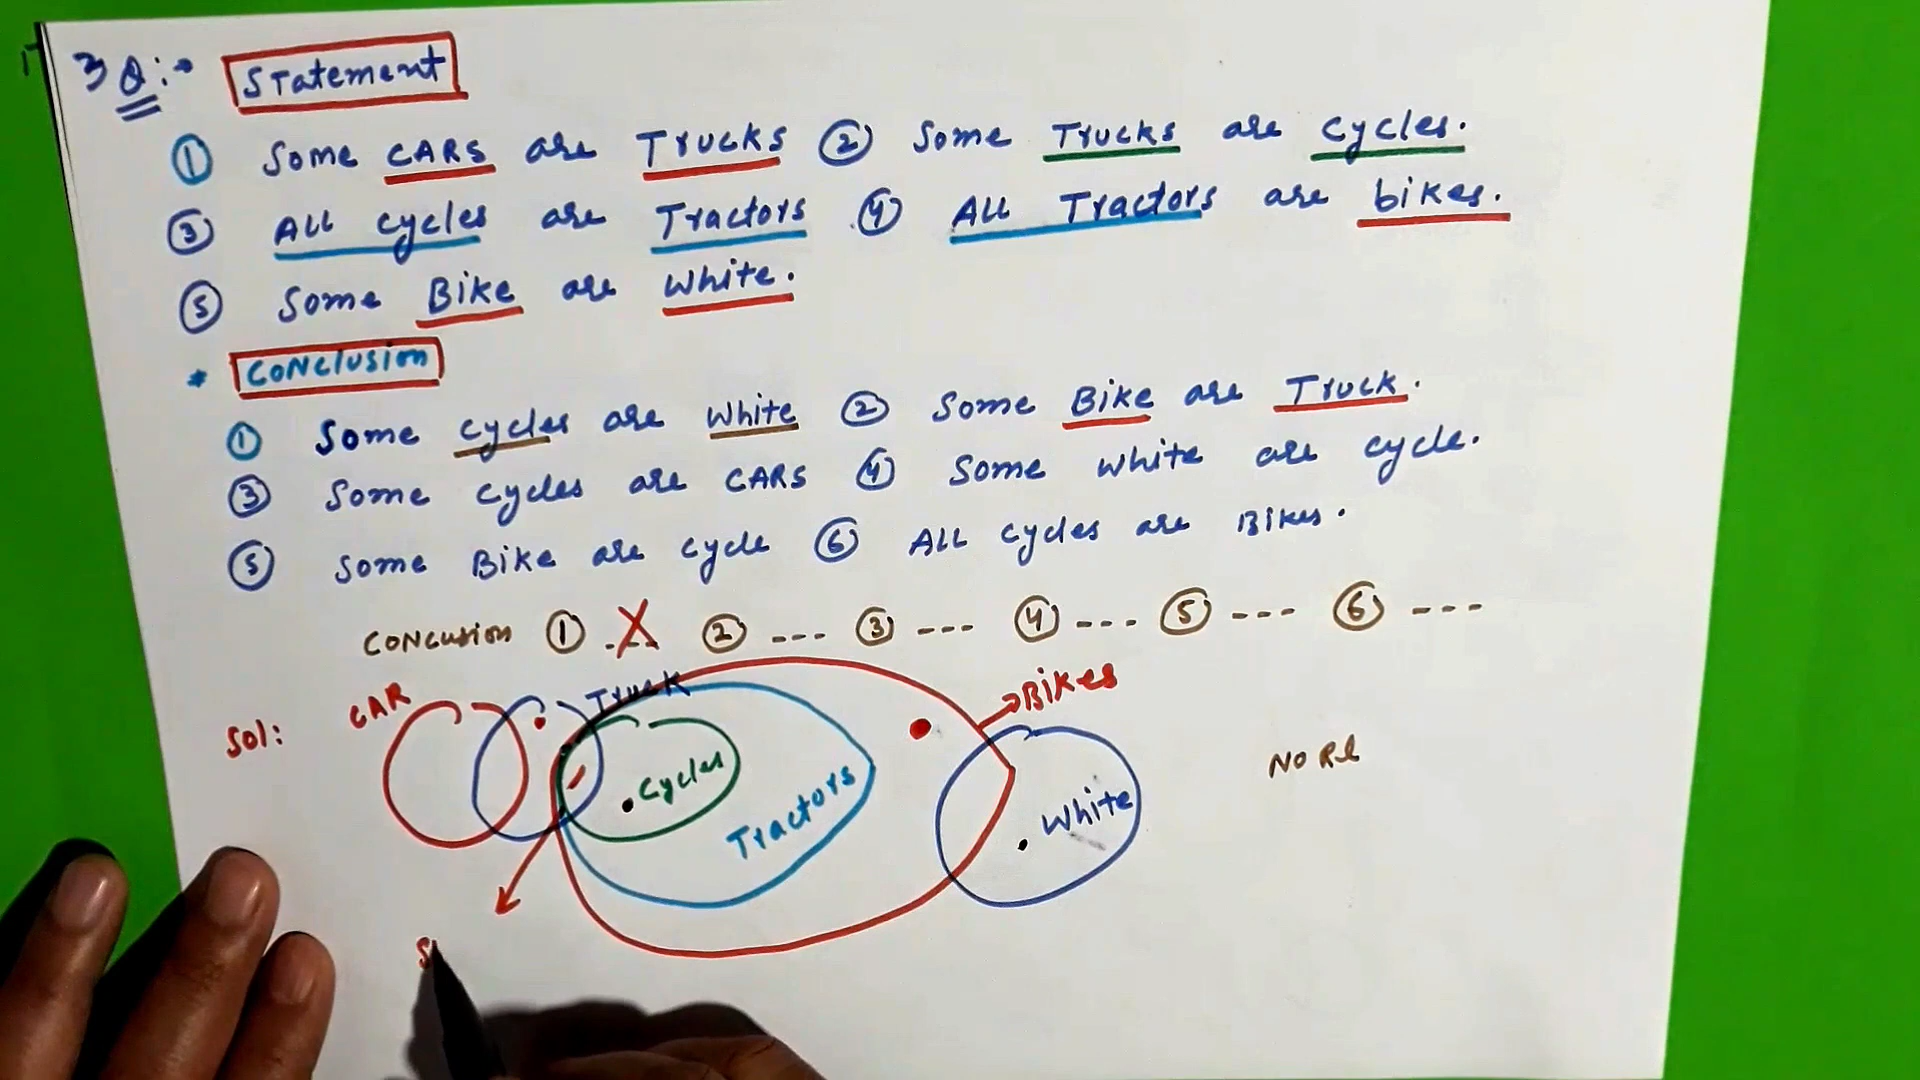 3Q:→ Statement
① Some CARS are Trucks ② Some Trucks are cycles.
③ ALL cycles are Tractors ④ ALL Tractors are bikes.
⑤ Some Bike are White.
* Conclusion
① Some cycles are White ② Some Bike are Truck.
③ Some cycles are CARS ④ Some White are cycle.
⑤ Some Bike are cycle ⑥ ALL cycles are Bikes.
Conclusion ① ... X ② --- ③ --- ④ --- ⑤ --- ⑥ ----
Sol: CAR Truck Cycles Tractors Bikes White
NO Rl
S